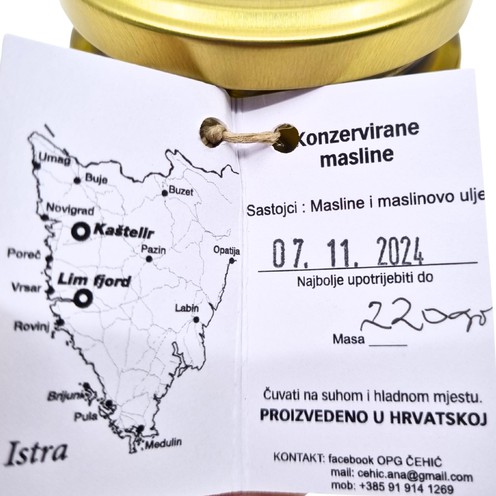 Umag
Buje
Buzet
Novigrad
Kaštelir
Poreč
Pazin
Opatija
Lim fjord
Vrsar
Labin
Rovinj
Brijuni
Pula
Medulin
Istra
Konzervirane
masline
Sastojci : Masline i maslinovo ulje
07. 11. 2024
Najbolje upotrijebiti do
220gr
Masa
Čuvati na suhom i hladnom mjestu.
PROIZVEDENO U HRVATSKOJ
KONTAKT: facebook OPG ČEHIĆ
mail: cehic.ana@gmail.com
mob: +385 91 914 1269